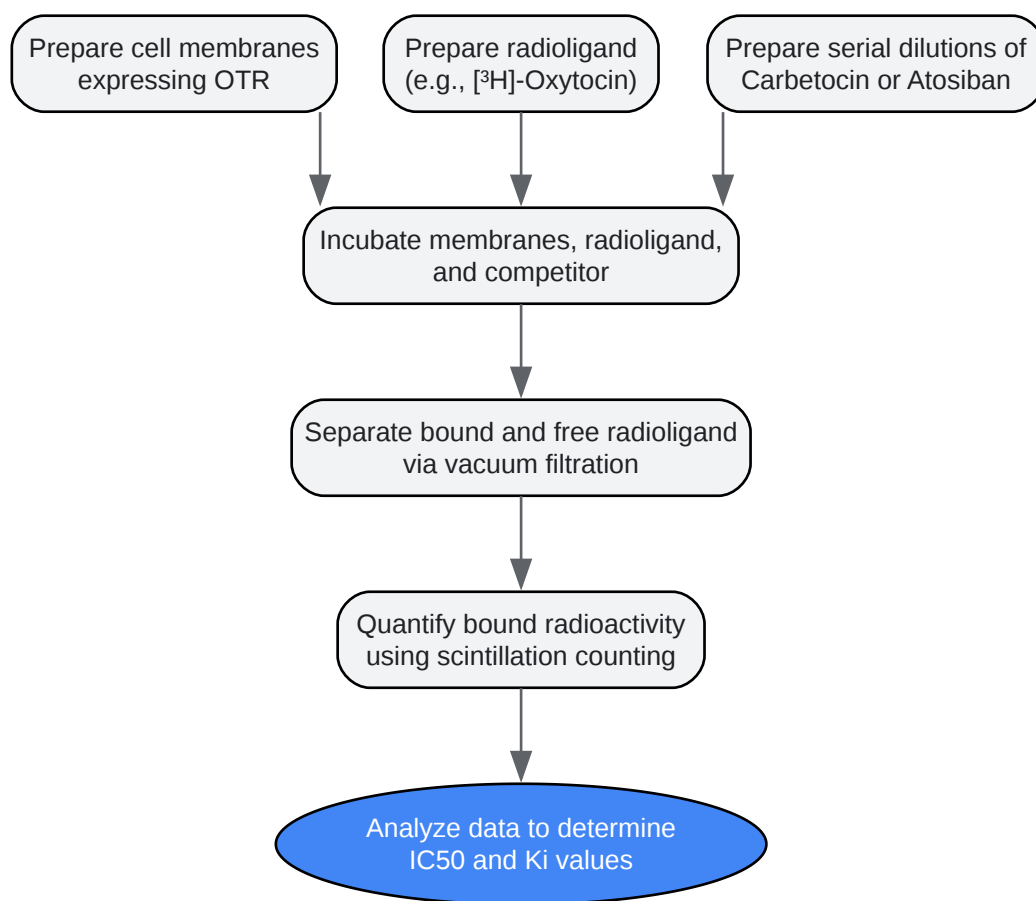 Prepare cell membranes
expressing OTR
Prepare radioligand
(e.g., [³H]-Oxytocin)
Prepare serial dilutions of
Carbetocin or Atosiban
Incubate membranes, radioligand,
and competitor
Separate bound and free radioligand
via vacuum filtration
Quantify bound radioactivity
using scintillation counting
Analyze data to determine
IC50 and Ki values